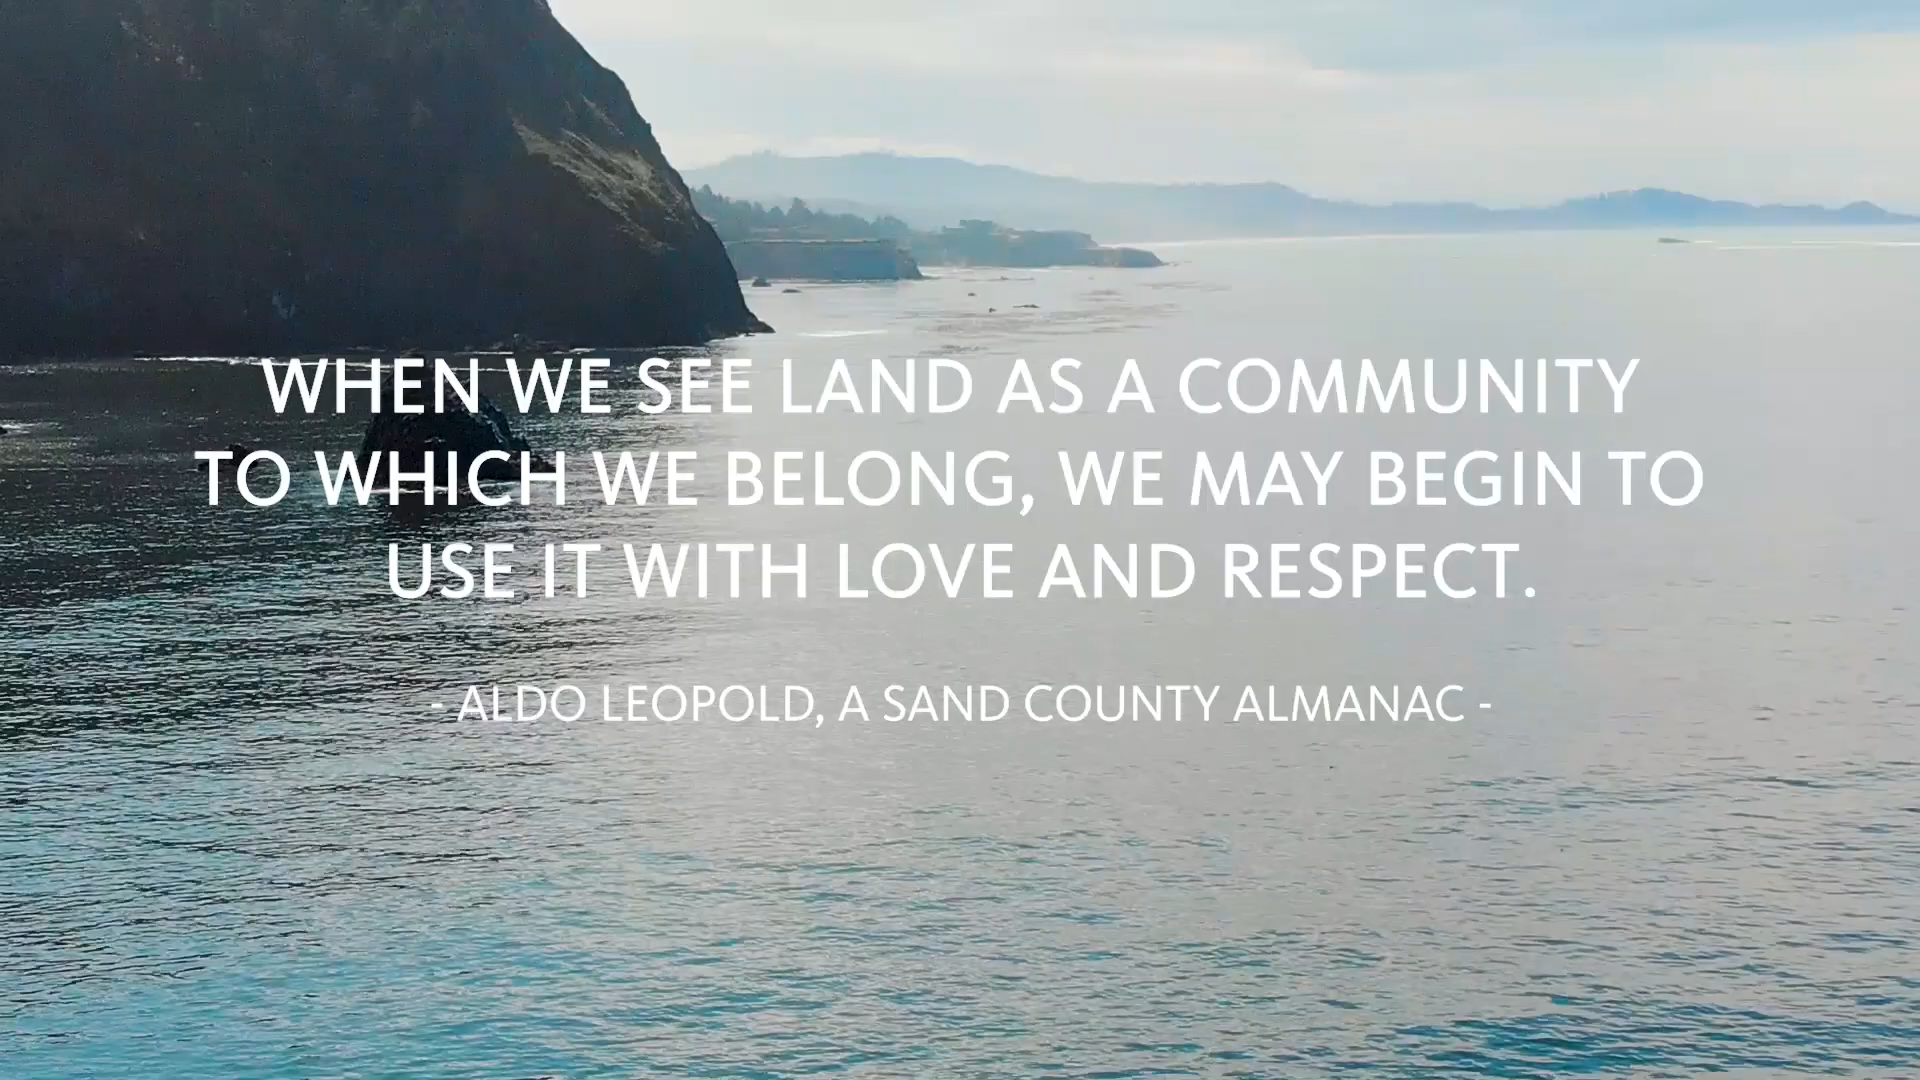 WHEN WE SEE LAND AS A COMMUNITY
TO WHICH WE BELONG, WE MAY BEGIN TO
USE IT WITH LOVE AND RESPECT.
- ALDO LEOPOLD, A SAND COUNTY ALMANAC -